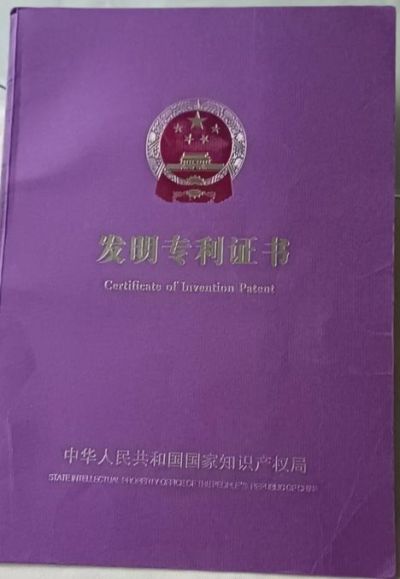 发明专利证书
Certificate of Invention Patent
中华人民共和国国家知识产权局
STATE INTELLECTUAL PROPERTY OFFICE OF THE PEOPLE'S REPUBLIC OF CHINA